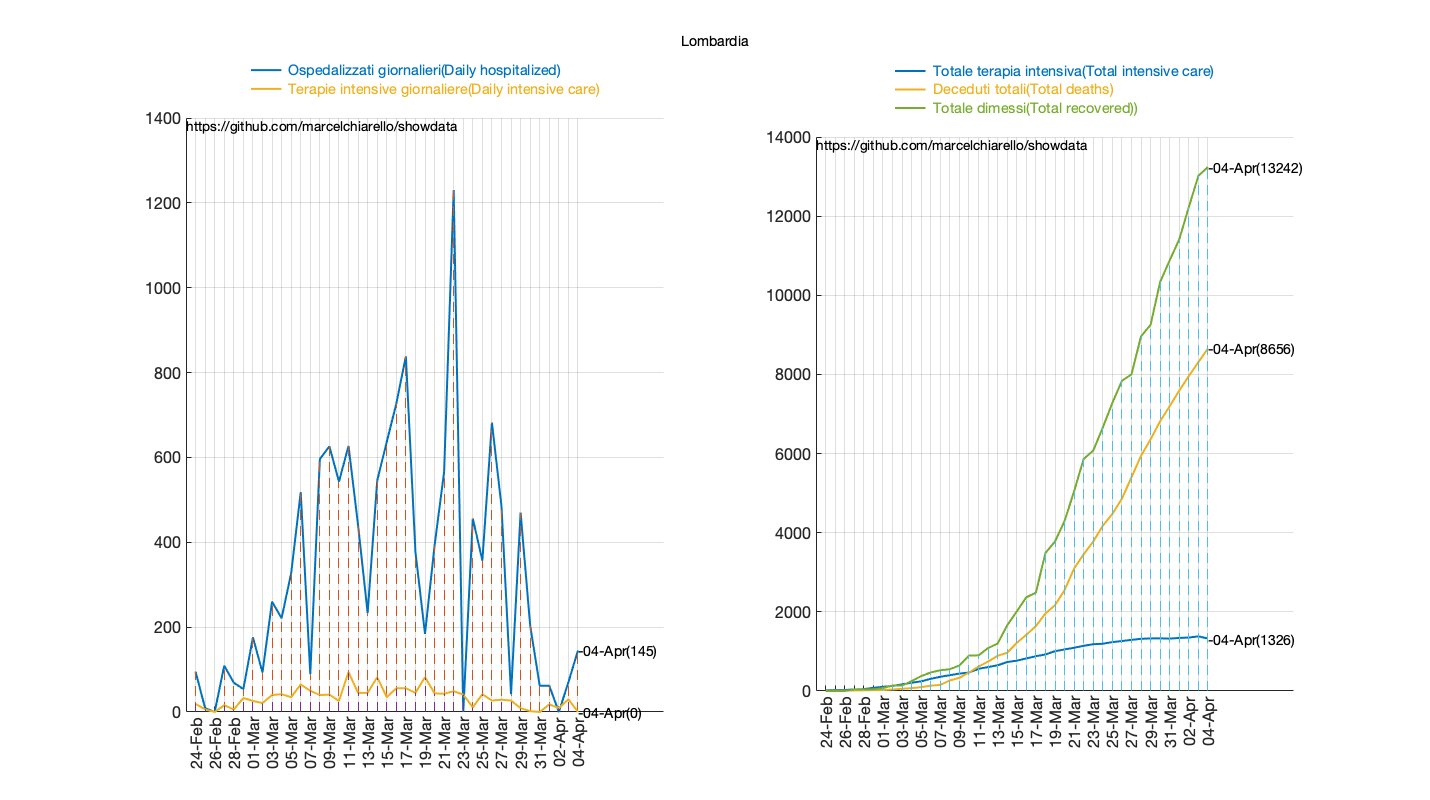 Lombardia
Ospedalizzati giornalieri(Daily hospitalized)
Terapie intensive giornaliere(Daily intensive care)
1400
https://github.com/marcelchiarello/showdata
1200
1000
800
600
400
200
0
-04-Apr(145)
-04-Apr(0)
24-Feb
26-Feb
28-Feb
01-Mar
03-Mar
05-Mar
07-Mar
09-Mar
11-Mar
13-Mar
15-Mar
17-Mar
19-Mar
21-Mar
23-Mar
25-Mar
27-Mar
29-Mar
31-Mar
02-Apr
04-Apr
Totale terapia intensiva(Total intensive care)
Deceduti totali(Total deaths)
Totale dimessi(Total recovered))
14000
https://github.com/marcelchiarello/showdata
12000
10000
8000
6000
4000
2000
0
-04-Apr(13242)
-04-Apr(8656)
-04-Apr(1326)
24-Feb
26-Feb
28-Feb
01-Mar
03-Mar
05-Mar
07-Mar
09-Mar
11-Mar
13-Mar
15-Mar
17-Mar
19-Mar
21-Mar
23-Mar
25-Mar
27-Mar
29-Mar
31-Mar
02-Apr
04-Apr